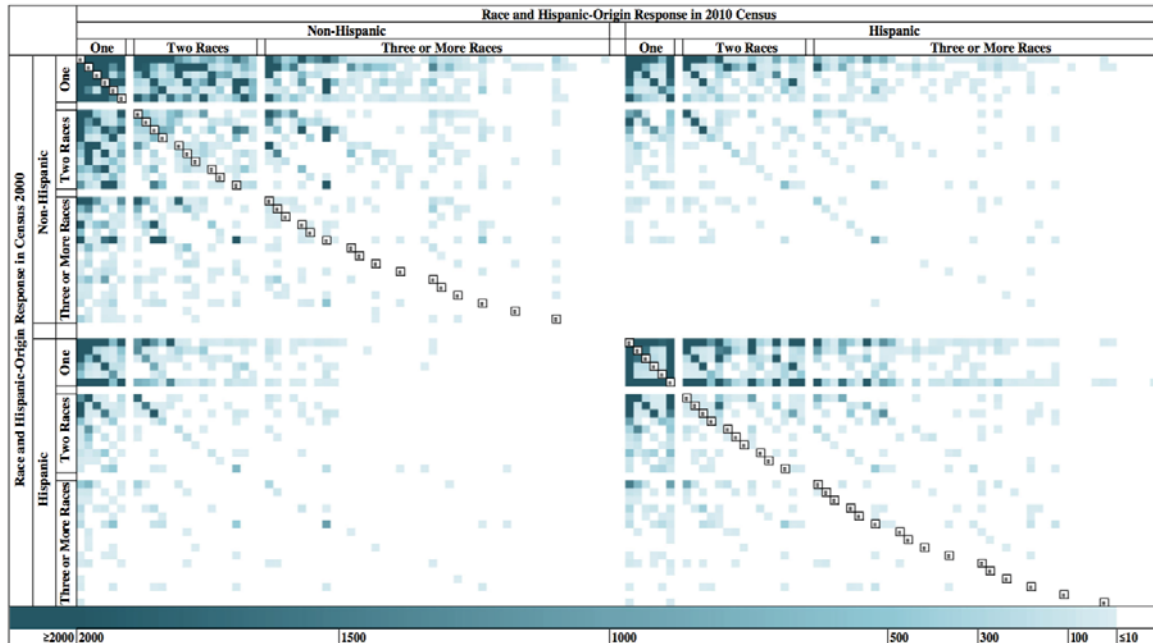 Race and Hispanic-Origin Response in 2010 Census
Non-Hispanic Hispanic
One Two Races Three or More Races One Two Races Three or More Races
Race and Hispanic-Origin Response in Census 2000
Non-Hispanic
One
Two Races
Three or More Races
Hispanic
One
Two Races
Three or More Races
≥2000 2000 1500 1000 500 300 100 ≤10